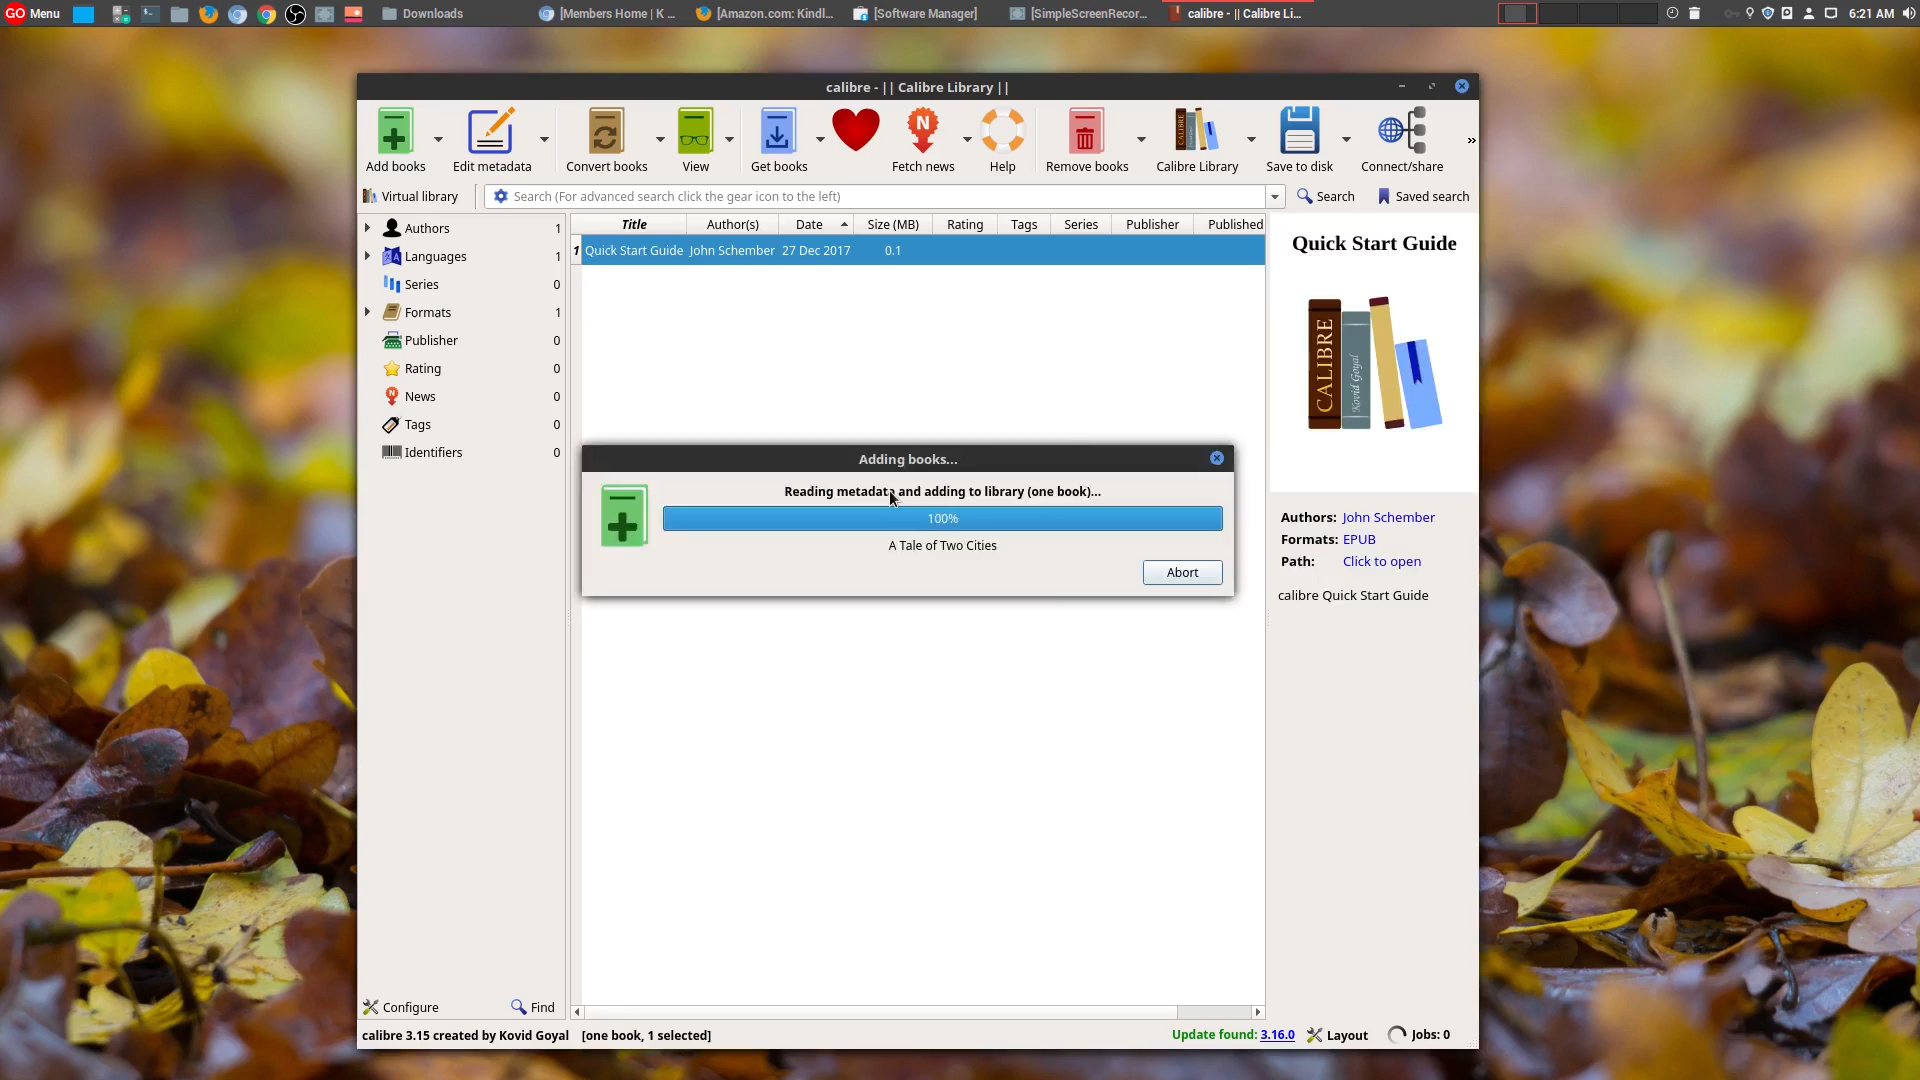 GO Menu
Downloads
[Members Home | K ...
[Amazon.com: Kindl...
[Software Manager]
[SimpleScreenRecor...
calibre - || Calibre Li...
6:21 AM
calibre - || Calibre Library ||
Add books
Edit metadata
Convert books
View
Get books
Fetch news
Help
Remove books
CALIBRE
Calibre Library
Save to disk
Connect/share
»
Virtual library
Search (For advanced search click the gear icon to the left)
Search
Saved search
Authors 1
Languages 1
Series 0
Formats 1
Publisher 0
Rating 0
News 0
Tags 0
Identifiers 0
Title Author(s) Date Size (MB) Rating Tags Series Publisher Published
1 Quick Start Guide John Schember 27 Dec 2017 0.1
Quick Start Guide
CALIBRE
Kovid Goyal
Adding books...
Reading metadata and adding to library (one book)...
100%
A Tale of Two Cities
Abort
Authors: John Schember
Formats: EPUB
Path: Click to open
calibre Quick Start Guide
Configure
Find
calibre 3.15 created by Kovid Goyal [one book, 1 selected]
Update found: 3.16.0
Layout
Jobs: 0